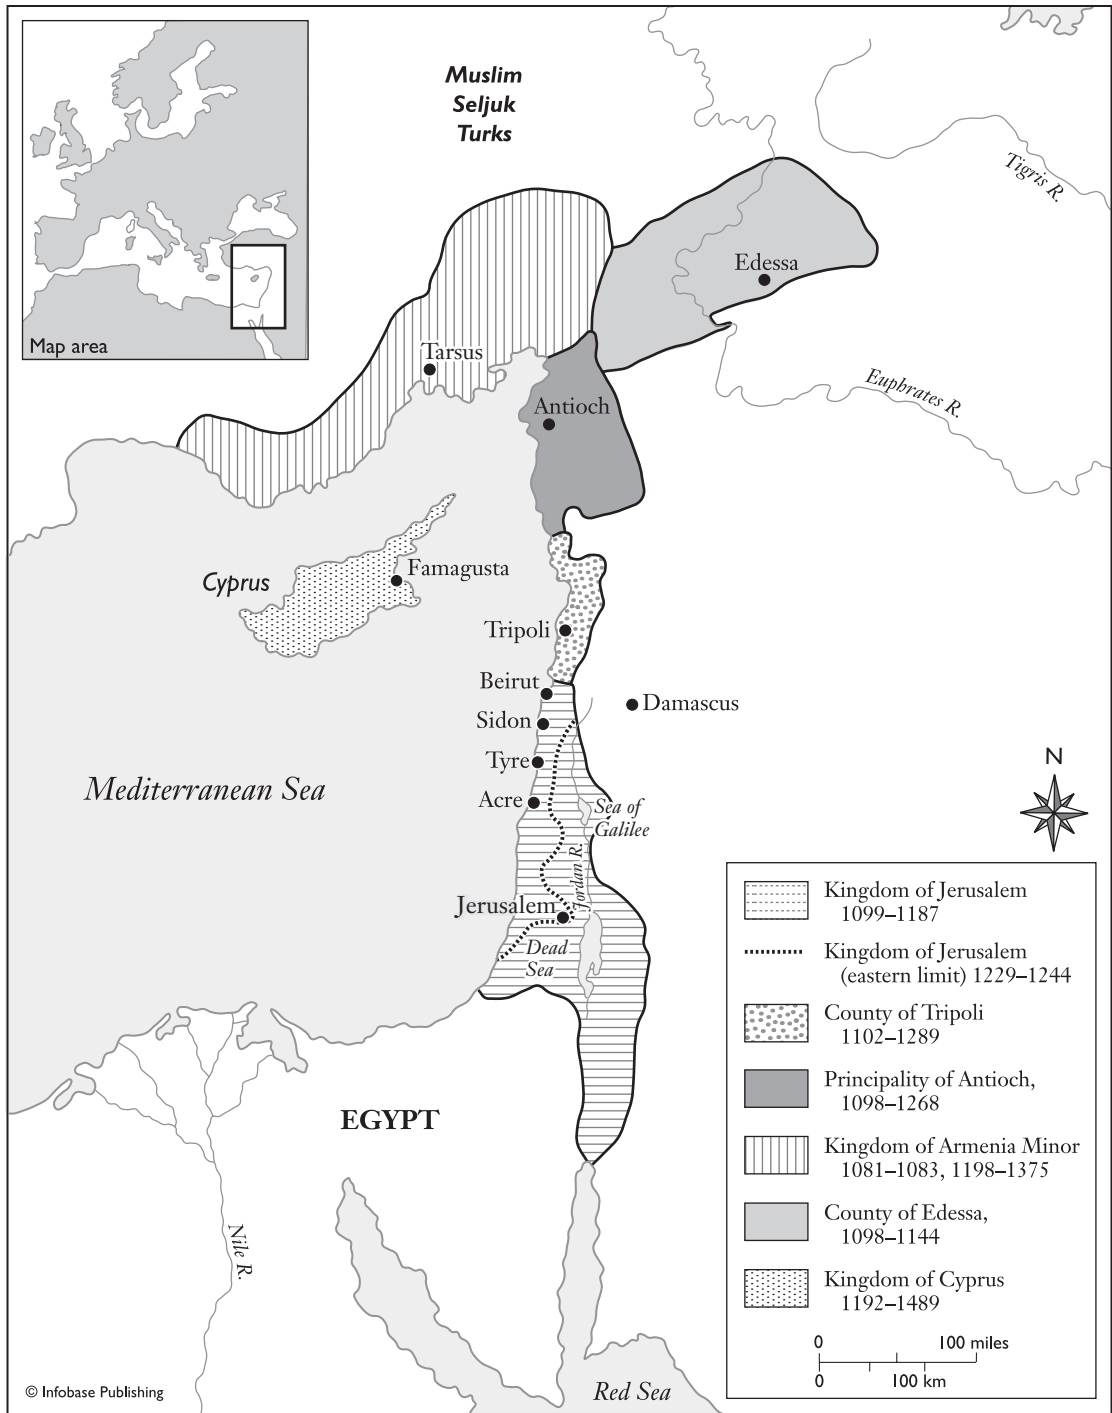 Muslim
Seljuk
Turks
Tigris R.
Map area
Edessa
Tarsus
Euphrates R.
Antioch
Famagusta
Cyprus
Tripoli
Beirut
Damascus
Sidon
Tyre
Mediterranean Sea
Acre
Sea of
Galilee
N
Jordan R.
Jerusalem
Dead
Sea
EGYPT
Nile R.
Red Sea
Kingdom of Jerusalem
1099–1187
Kingdom of Jerusalem
(eastern limit) 1229–1244
County of Tripoli
1102–1289
Principality of Antioch,
1098–1268
Kingdom of Armenia Minor
1081–1083, 1198–1375
County of Edessa,
1098–1144
Kingdom of Cyprus
1192–1489
0 100 miles
0 100 km
© Infobase Publishing